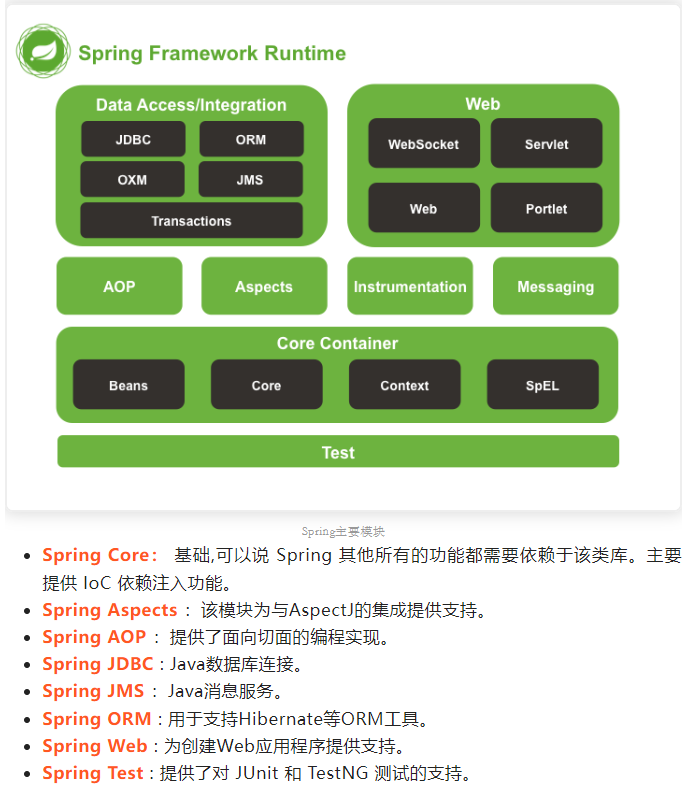 Spring Framework Runtime
Data Access/Integration
JDBC
ORM
OXM
JMS
Transactions
Web
WebSocket
Servlet
Web
Portlet
AOP
Aspects
Instrumentation
Messaging
Core Container
Beans
Core
Context
SpEL
Test
Spring主要模块
Spring Core： 基础,可以说 Spring 其他所有的功能都需要依赖于该类库。主要
提供 IoC 依赖注入功能。
Spring Aspects ： 该模块为与AspectJ的集成提供支持。
Spring AOP ： 提供了面向切面的编程实现。
Spring JDBC : Java数据库连接。
Spring JMS ： Java消息服务。
Spring ORM : 用于支持Hibernate等ORM工具。
Spring Web : 为创建Web应用程序提供支持。
Spring Test : 提供了对 JUnit 和 TestNG 测试的支持。